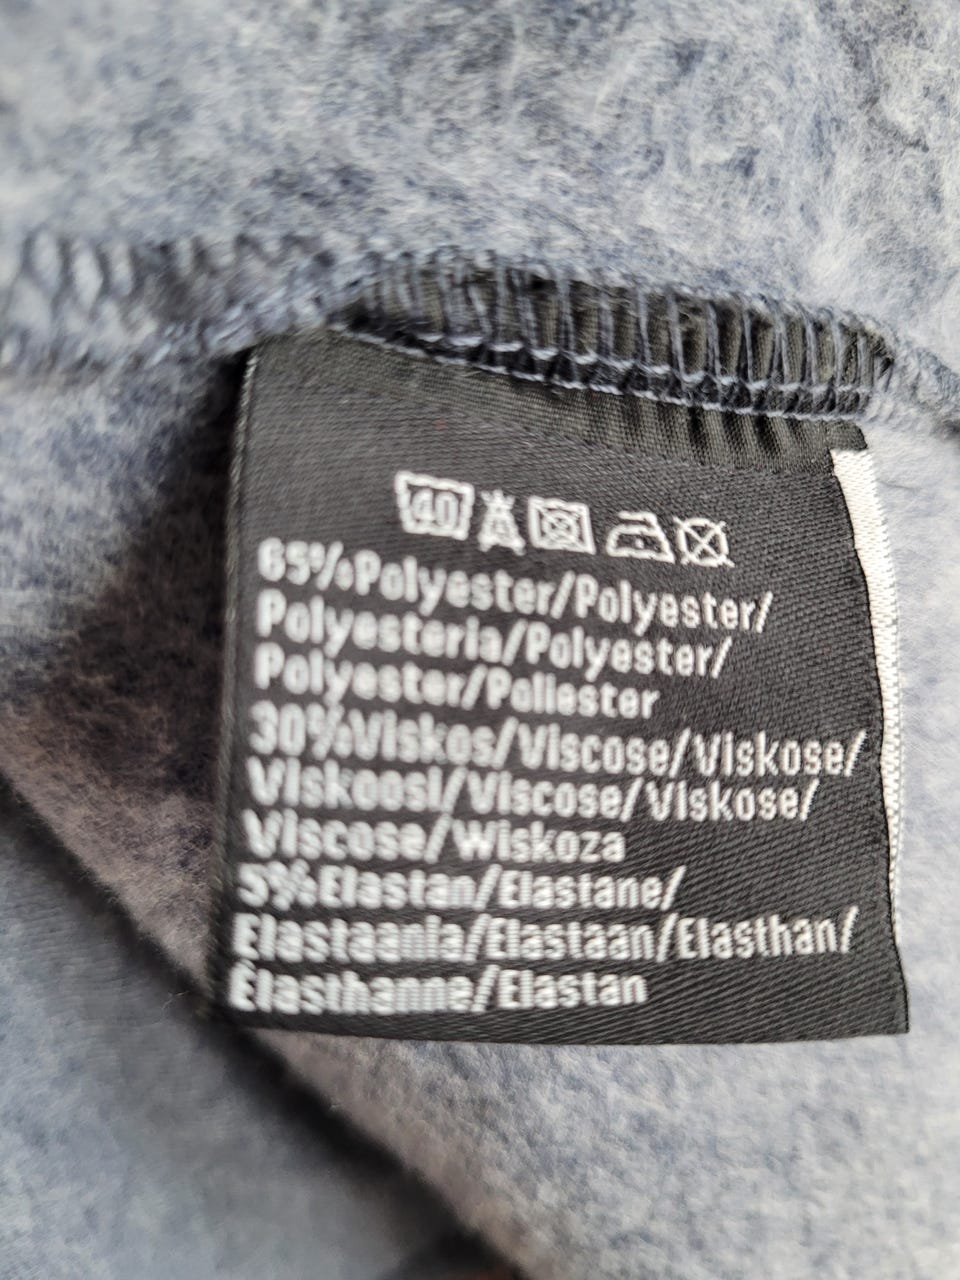 40
65%Polyester/Polyester/
Polyesteria/Polyester/
Polyester/Poliester
30%Viskos/Viscose/Viskose/
Viskoosi/Viscose/Viskose/
Viscose/Wiskoza
5%Elastan/Elastane/
Elastaania/Elastaan/Elasthan/
Élasthanne/Elastan